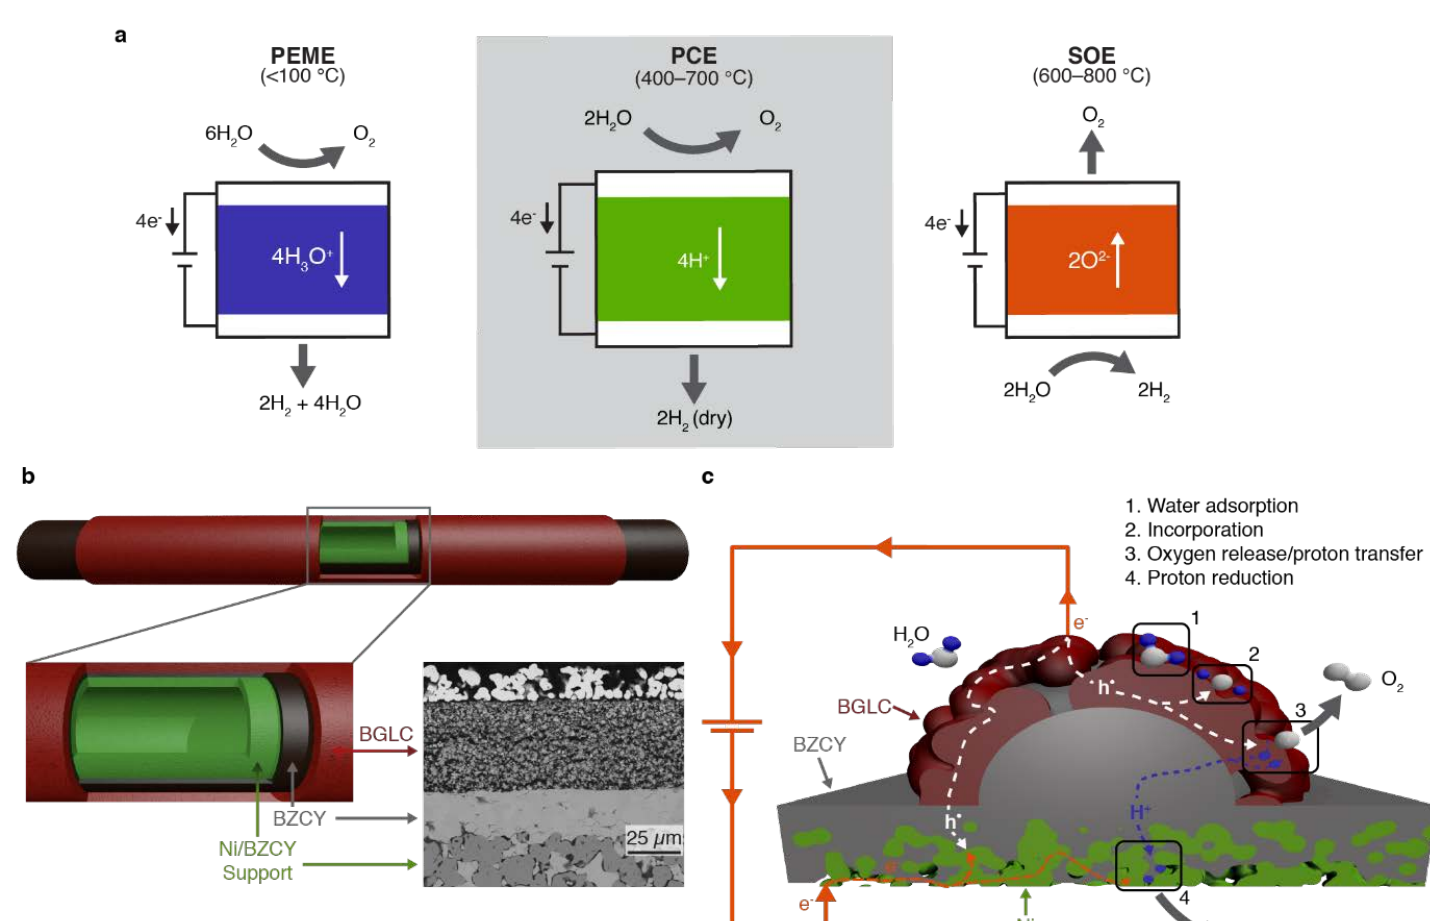 a
PEME
(<100 °C)
6H₂O
O₂
4e⁻
4H₃O⁺
2H₂ + 4H₂O
PCE
(400–700 °C)
2H₂O
O₂
4e⁻
4H⁺
2H₂ (dry)
SOE
(600–800 °C)
O₂
4e⁻
2O²⁻
2H₂O
2H₂
b
BGLC
BZCY
Ni/BZCY
Support
25 µm
c
1. Water adsorption
2. Incorporation
3. Oxygen release/proton transfer
4. Proton reduction
e⁻
H₂O
1
2
h•
O₂
BGLC
3
BZCY
H⁺
h•
e⁻
4
e⁻
Ni